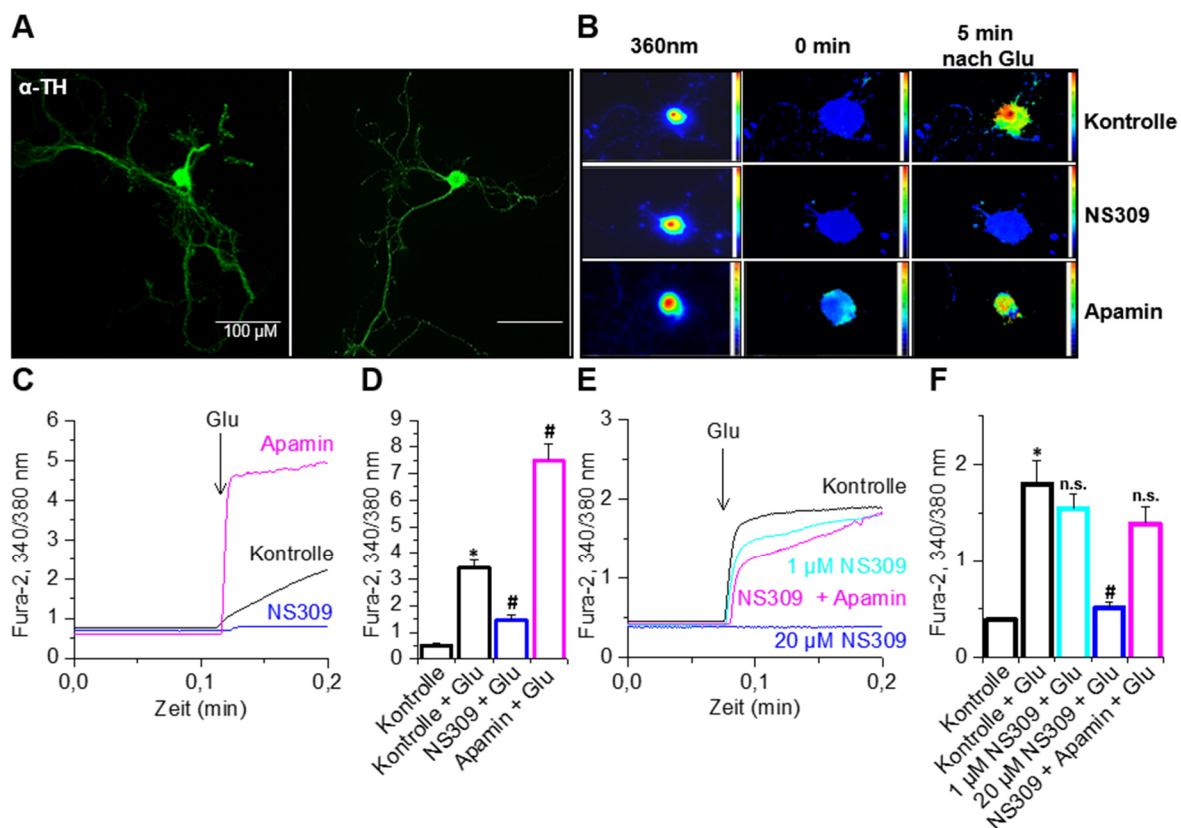 A
α-TH
100 µM
B
360nm
0 min
5 min
nach Glu
Kontrolle
NS309
Apamin
C
Fura-2, 340/380 nm
6
5
4
3
2
1
0
Glu
Apamin
Kontrolle
NS309
0,0
0,1
0,2
Zeit (min)
D
Fura-2, 340/380 nm
9
8
7
6
5
4
3
2
1
0
*
#
#
Kontrolle
Kontrolle + Glu
NS309 + Glu
Apamin + Glu
E
Fura-2, 340/380 nm
3
2
1
0
Glu
Kontrolle
1 µM NS309
NS309 + Apamin
20 µM NS309
0,0
0,1
0,2
Zeit (min)
F
Fura-2, 340/380 nm
2
1
0
*
n.s.
#
n.s.
Kontrolle
Kontrolle + Glu
1 µM NS309 + Glu
20 µM NS309 + Glu
NS309 + Apamin + Glu